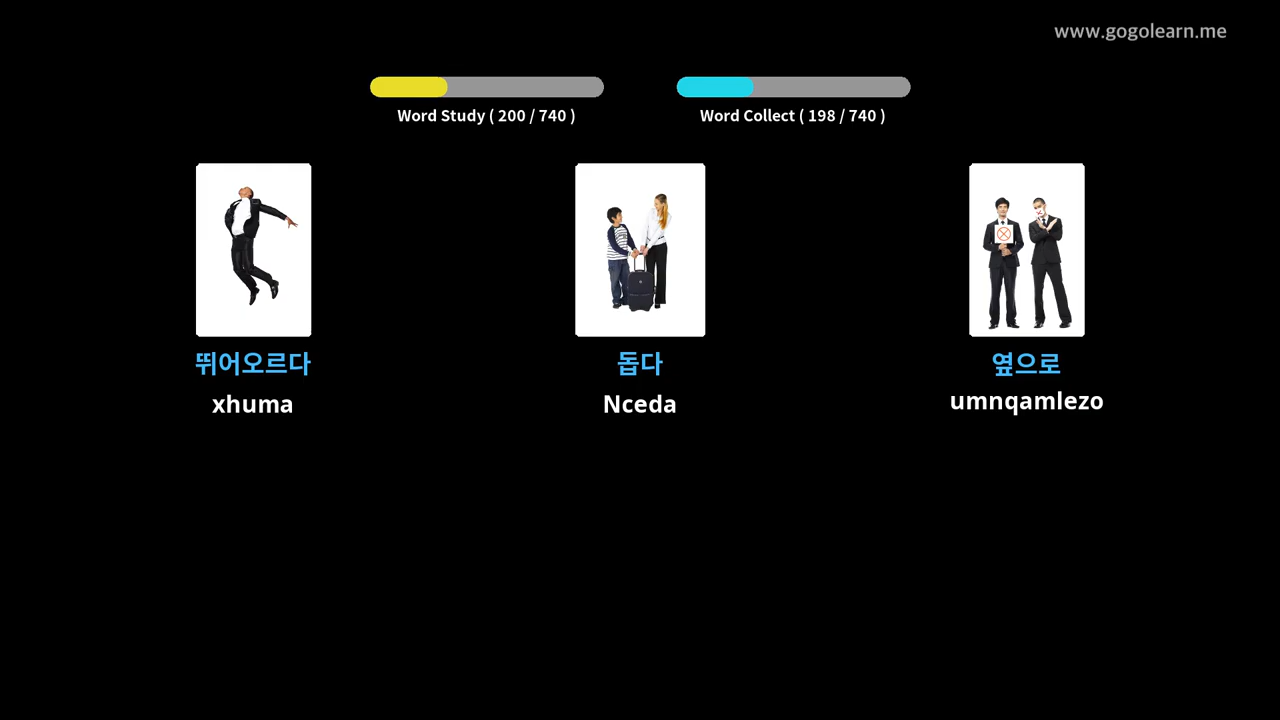 www.gogolearn.me
Word Study ( 200 / 740 )
Word Collect ( 198 / 740 )
뛰어오르다
돕다
옆으로
xhuma
Nceda
umnqamlezo